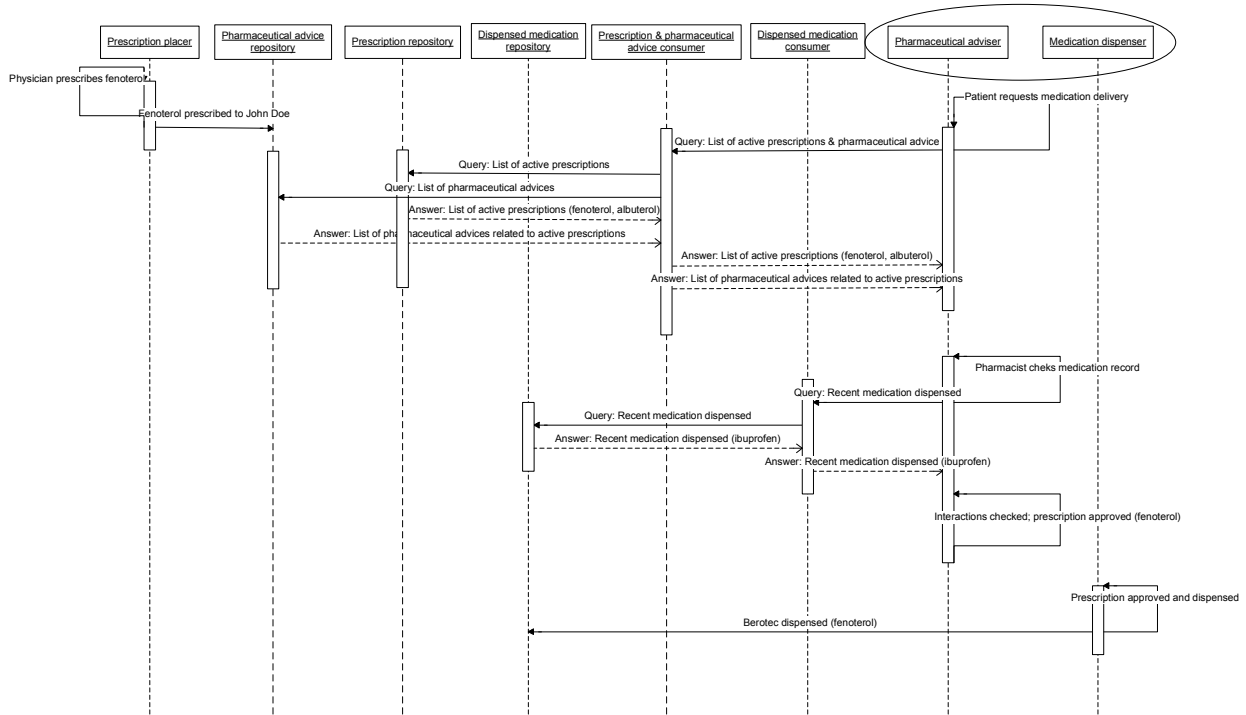 Prescription placer
Pharmaceutical advice
repository
Prescription repository
Dispensed medication
repository
Prescription & pharmaceutical
advice consumer
Dispensed medication
consumer
Pharmaceutical adviser
Medication dispenser
Physician prescribes fenoterol
Patient requests medication delivery
Fenoterol prescribed to John Doe
Query: List of active prescriptions & pharmaceutical advice
Query: List of active prescriptions
Query: List of pharmaceutical advices
Answer: List of active prescriptions (fenoterol, albuterol)
Answer: List of pharmaceutical advices related to active prescriptions
Answer: List of active prescriptions (fenoterol, albuterol)
Answer: List of pharmaceutical advices related to active prescriptions
Pharmacist cheks medication record
Query: Recent medication dispensed
Query: Recent medication dispensed
Answer: Recent medication dispensed (ibuprofen)
Answer: Recent medication dispensed (ibuprofen)
Interactions checked; prescription approved (fenoterol)
Prescription approved and dispensed
Berotec dispensed (fenoterol)